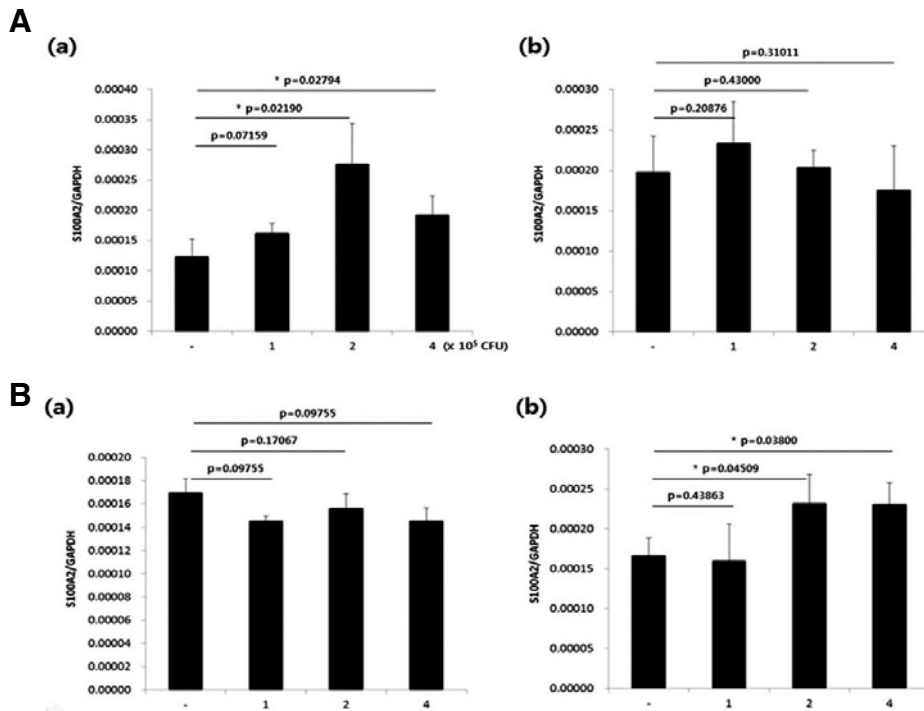 A
(a)
* p=0.02794
* p=0.02190
p=0.07159
0.00040
0.00035
0.00030
0.00025
0.00020
0.00015
0.00010
0.00005
0.00000
S100A2/GAPDH
- 1 2 4 (x 10⁵ CFU)
(b)
p=0.31011
p=0.43000
p=0.20876
0.00030
0.00025
0.00020
0.00015
0.00010
0.00005
0.00000
S100A2/GAPDH
- 1 2 4
B
(a)
p=0.09755
p=0.17067
p=0.09755
0.00020
0.00018
0.00016
0.00014
0.00012
0.00010
0.00008
0.00006
0.00004
0.00002
0.00000
S100A2/GAPDH
- 1 2 4
(b)
* p=0.03800
* p=0.04509
p=0.43863
0.00030
0.00025
0.00020
0.00015
0.00010
0.00005
0.00000
S100A2/GAPDH
- 1 2 4